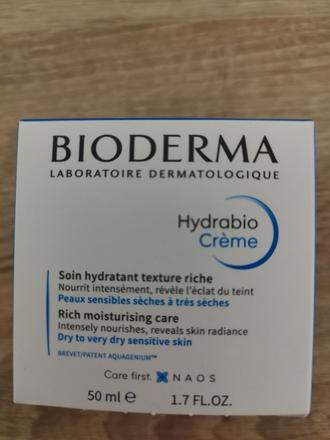 BIODERMA
LABORATOIRE DERMATOLOGIQUE
Hydrabio
Crème
Soin hydratant texture riche
Nourrit intensément, révèle l'éclat du teint
Peaux sensibles sèches à très sèches
Rich moisturising care
Intensely nourishes, reveals skin radiance
Dry to very dry sensitive skin
BREVET/PATENT AQUAGENIUM™
Care first. NAOS
50 ml ℮ 1.7 FL.OZ.